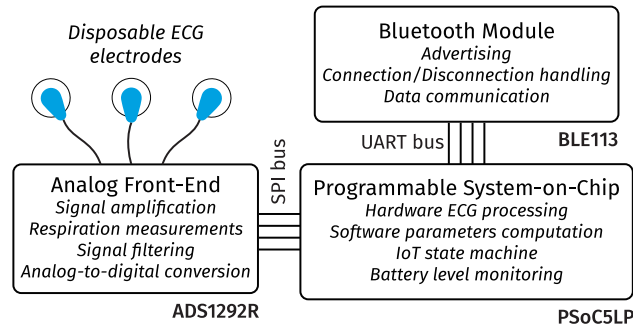 Disposable ECG
electrodes
Bluetooth Module
Advertising
Connection/Disconnection handling
Data communication
BLE113
UART bus
SPI bus
Analog Front-End
Signal amplification
Respiration measurements
Signal filtering
Analog-to-digital conversion
ADS1292R
Programmable System-on-Chip
Hardware ECG processing
Software parameters computation
IoT state machine
Battery level monitoring
PSoC5LP